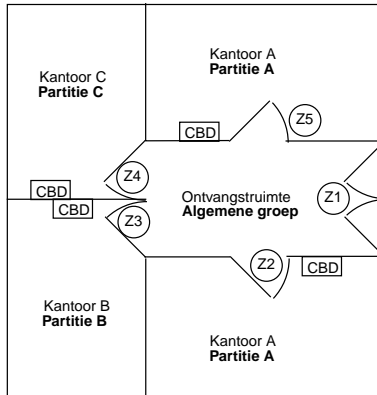 Kantoor C
Partitie C
Kantoor A
Partitie A
CBD
Z5
Z4
CBD
CBD
Z3
Ontvangstruimte
Algemene groep
Z1
Z2
CBD
Kantoor B
Partitie B
Kantoor A
Partitie A